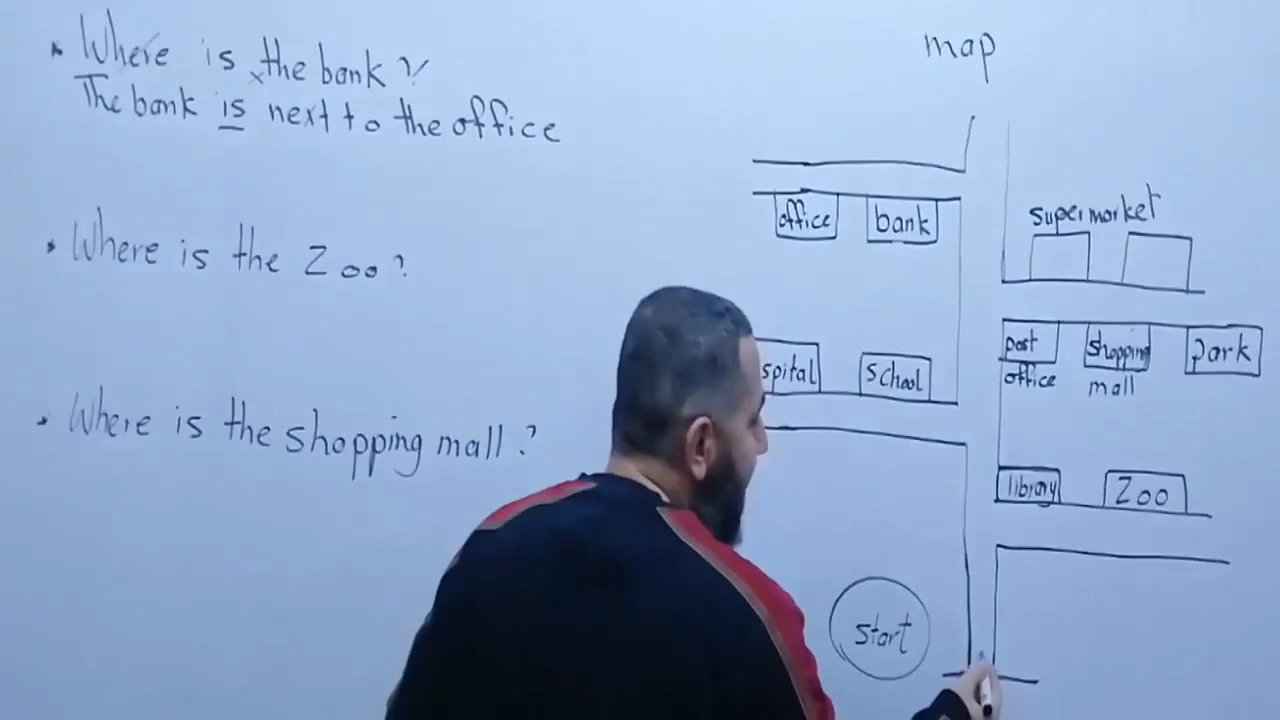 Where is the bank?
The bank is next to the office
Where is the Zoo?
Where is the shopping mall?
map
office
bank
supermarket
spital
school
post office
shopping mall
park
library
Zoo
start